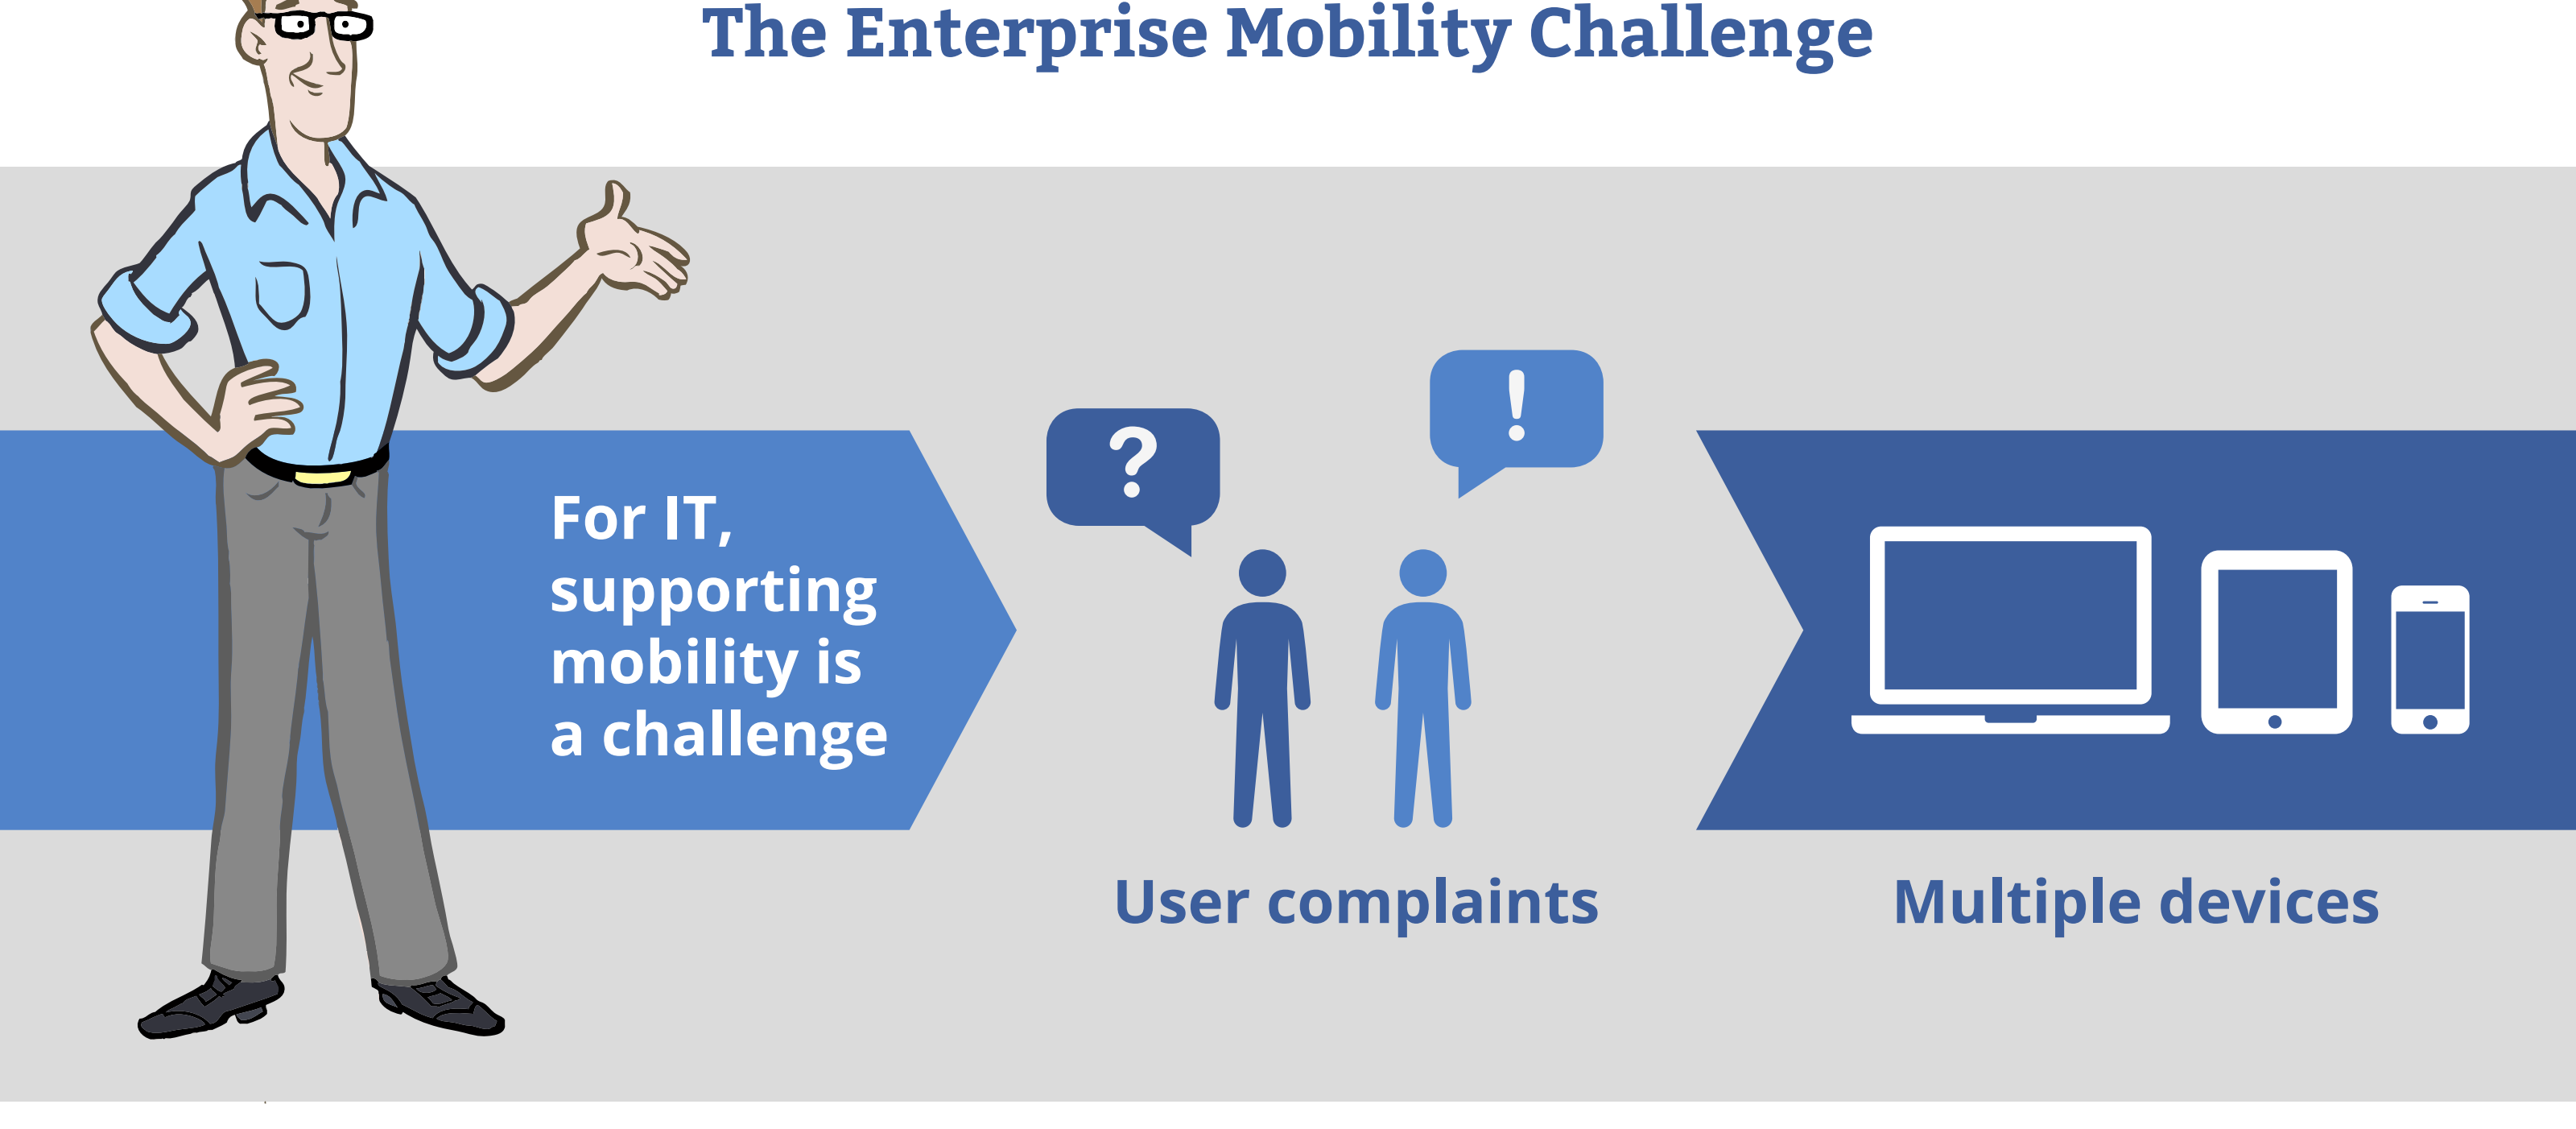 The Enterprise Mobility Challenge
For IT,
supporting
mobility is
a challenge
?
!
User complaints
Multiple devices